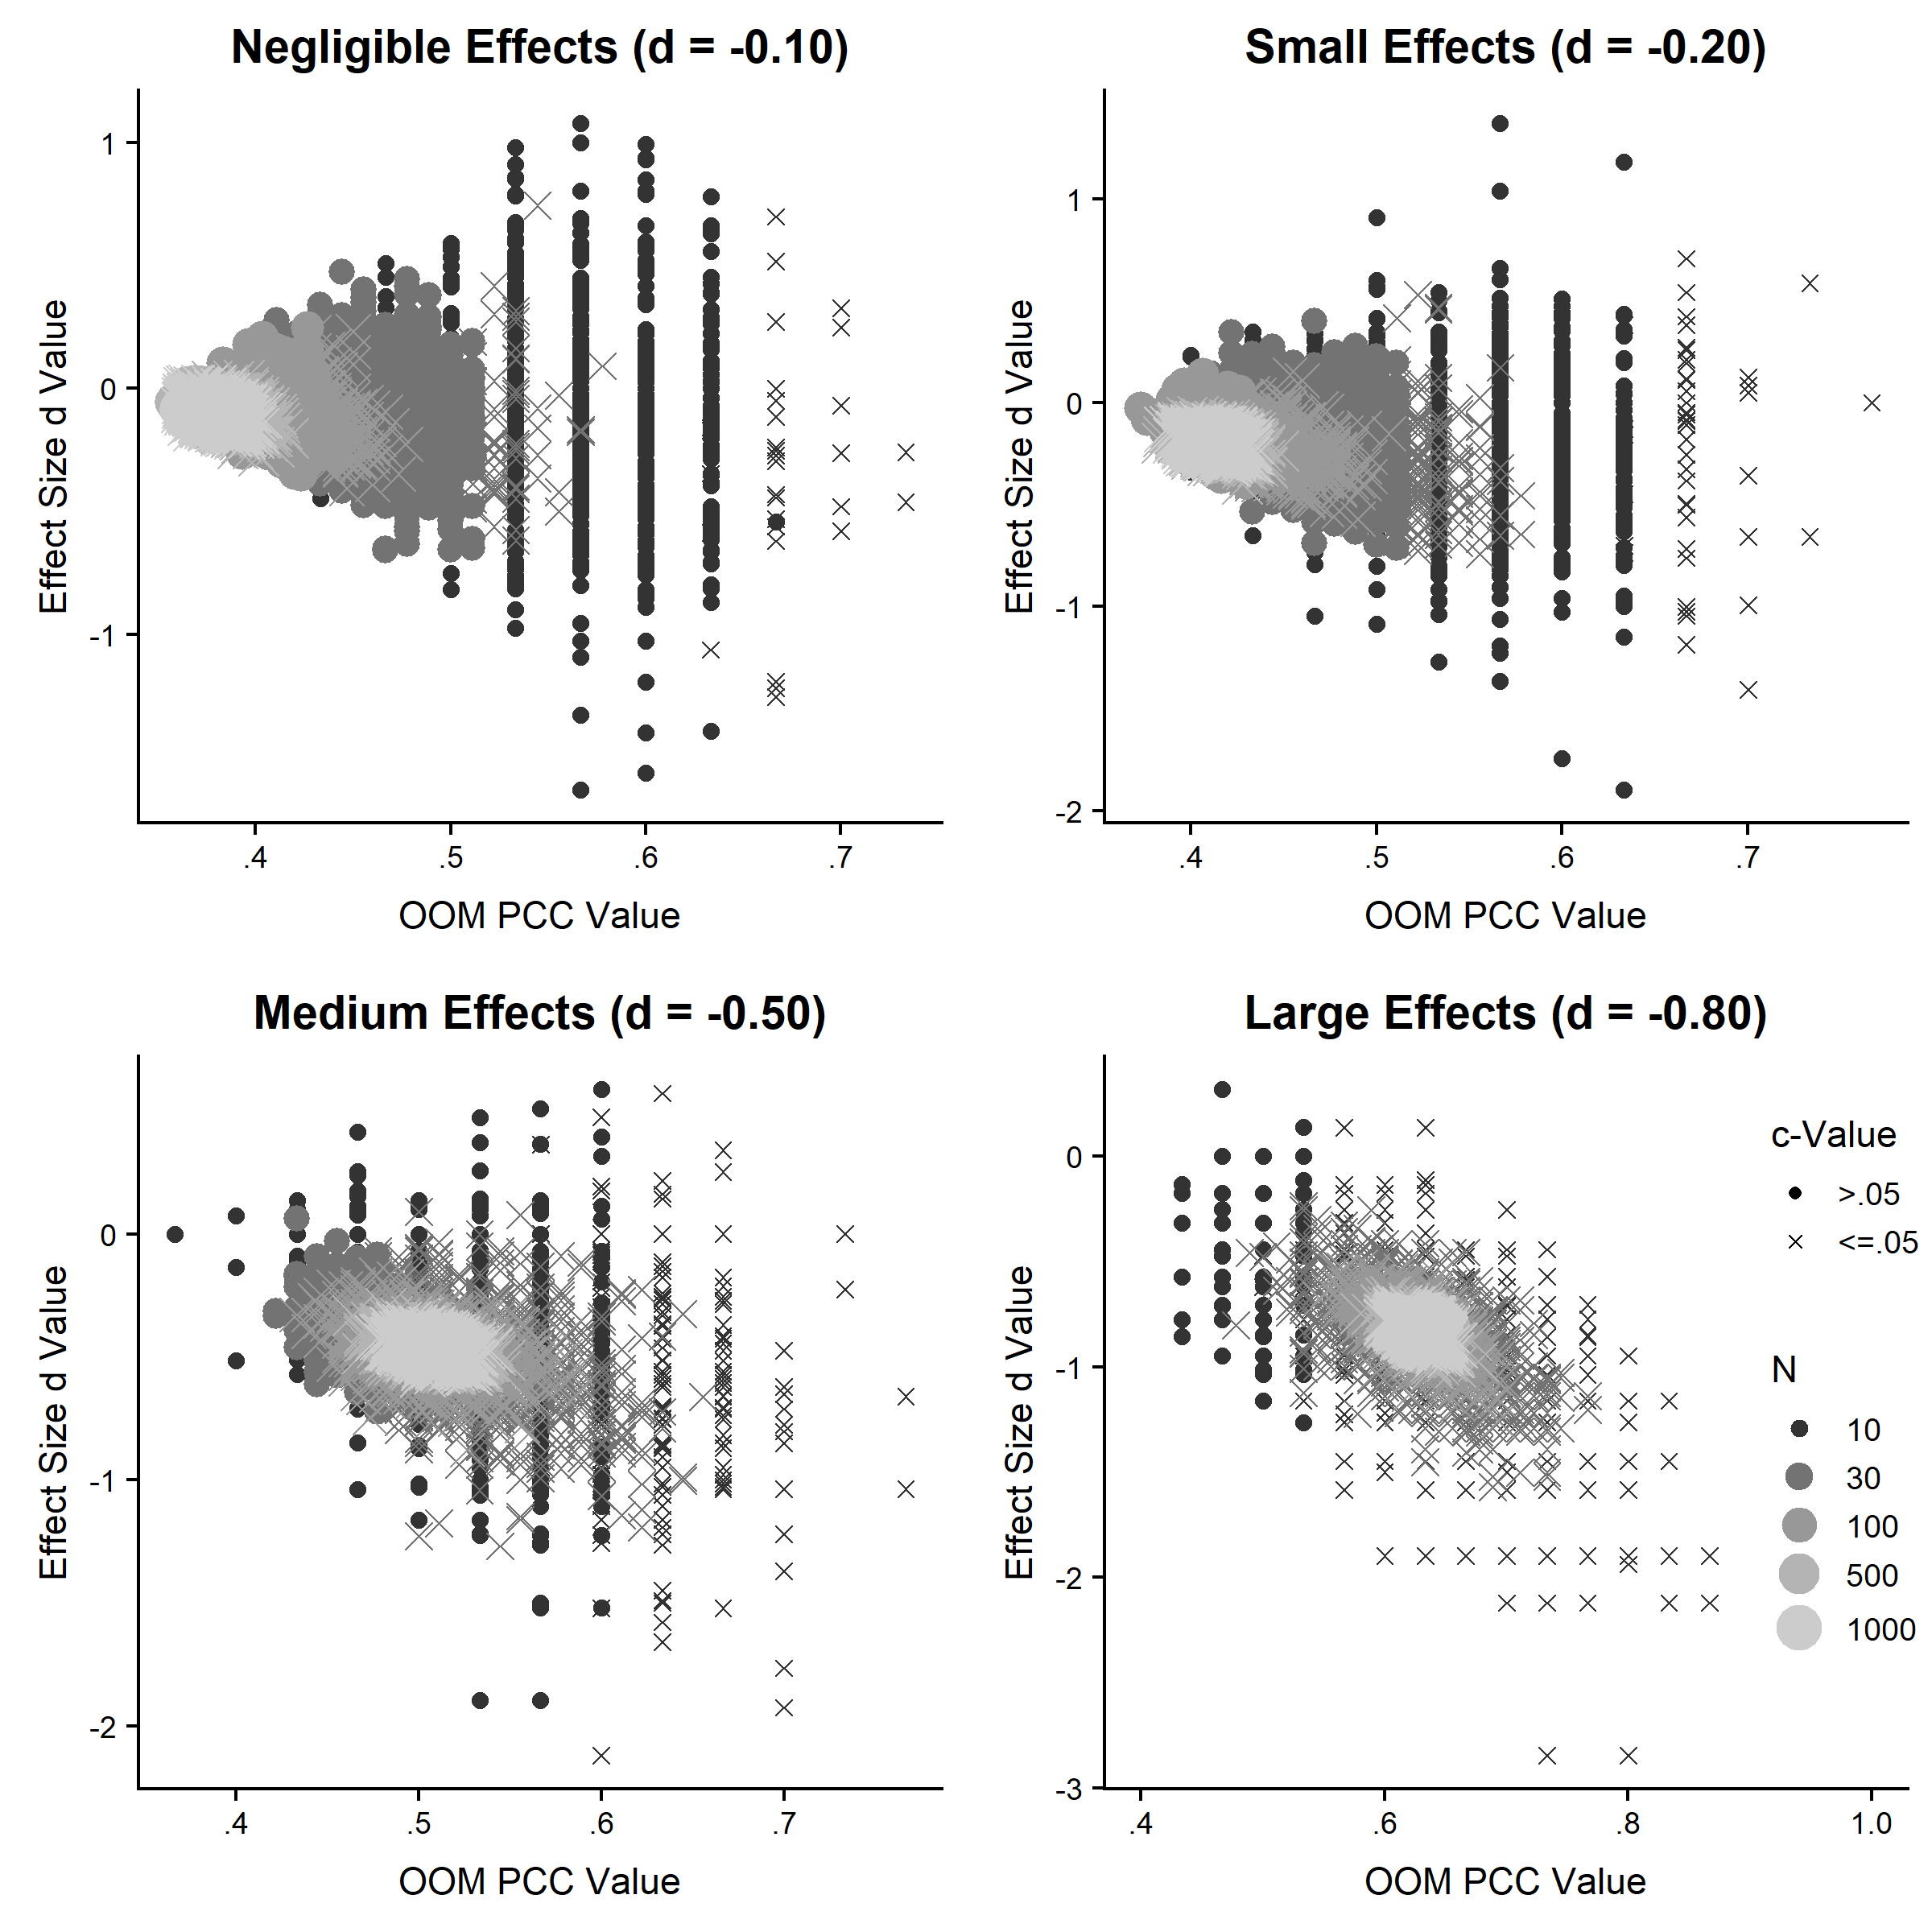 Negligible Effects (d = -0.10)
Effect Size d Value
1
0
-1
.4 .5 .6 .7
OOM PCC Value
Small Effects (d = -0.20)
Effect Size d Value
1
0
-1
-2
.4 .5 .6 .7
OOM PCC Value
Medium Effects (d = -0.50)
Effect Size d Value
0
-1
-2
.4 .5 .6 .7
OOM PCC Value
Large Effects (d = -0.80)
Effect Size d Value
0
-1
-2
-3
.4 .6 .8 1.0
OOM PCC Value
c-Value
>.05
<=.05
N
10
30
100
500
1000